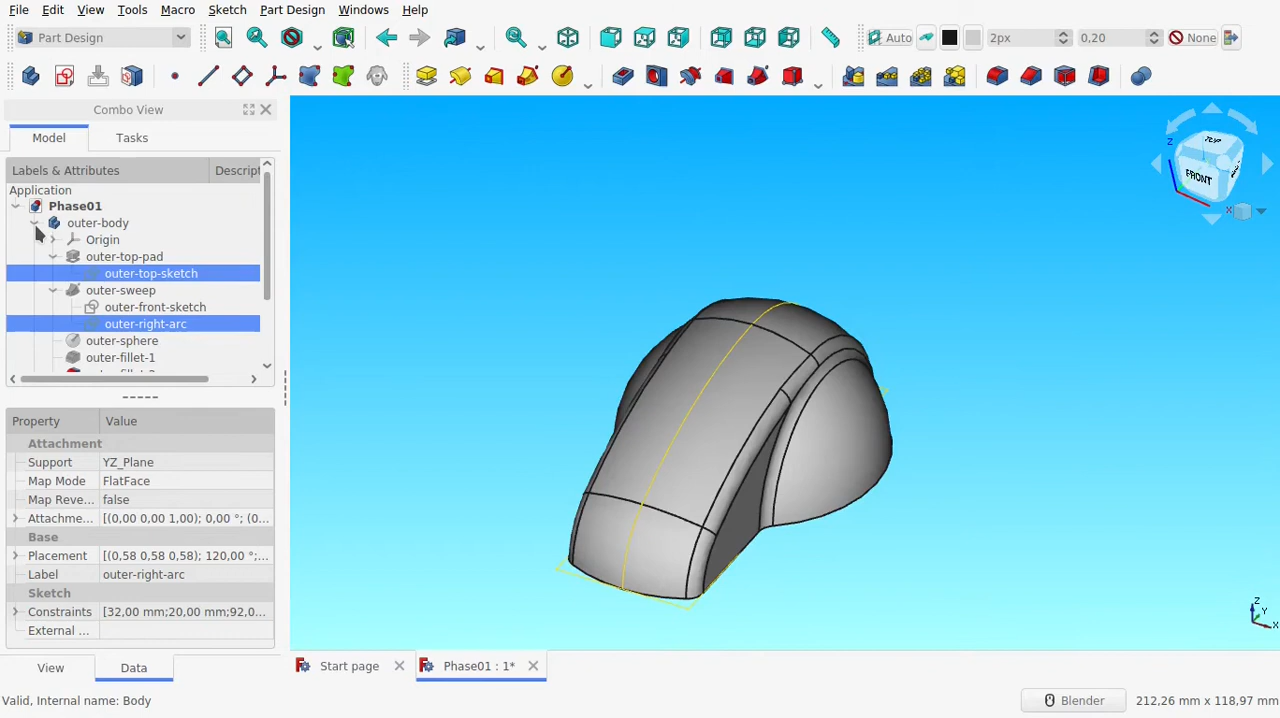 File Edit View Tools Macro Sketch Part Design Windows Help
Part Design
Auto
2px
0,20
None
Combo View
Model Tasks
Labels & Attributes Descript
Application
Phase01
outer-body
Origin
outer-top-pad
outer-top-sketch
outer-sweep
outer-front-sketch
outer-right-arc
outer-sphere
outer-fillet-1
Property Value
Attachment
Support YZ_Plane
Map Mode FlatFace
Map Reve... false
Attachme... [(0,00 0,00 1,00); 0,00 °; (0...
Base
Placement [(0,58 0,58 0,58); 120,00 °;...
Label outer-right-arc
Sketch
Constraints [32,00 mm;20,00 mm;92,0...
External ...
View Data
TOP
FRONT
Z
X
Z
Y
X
Start page
Phase01 : 1*
Valid, Internal name: Body
Blender
212,26 mm x 118,97 mm